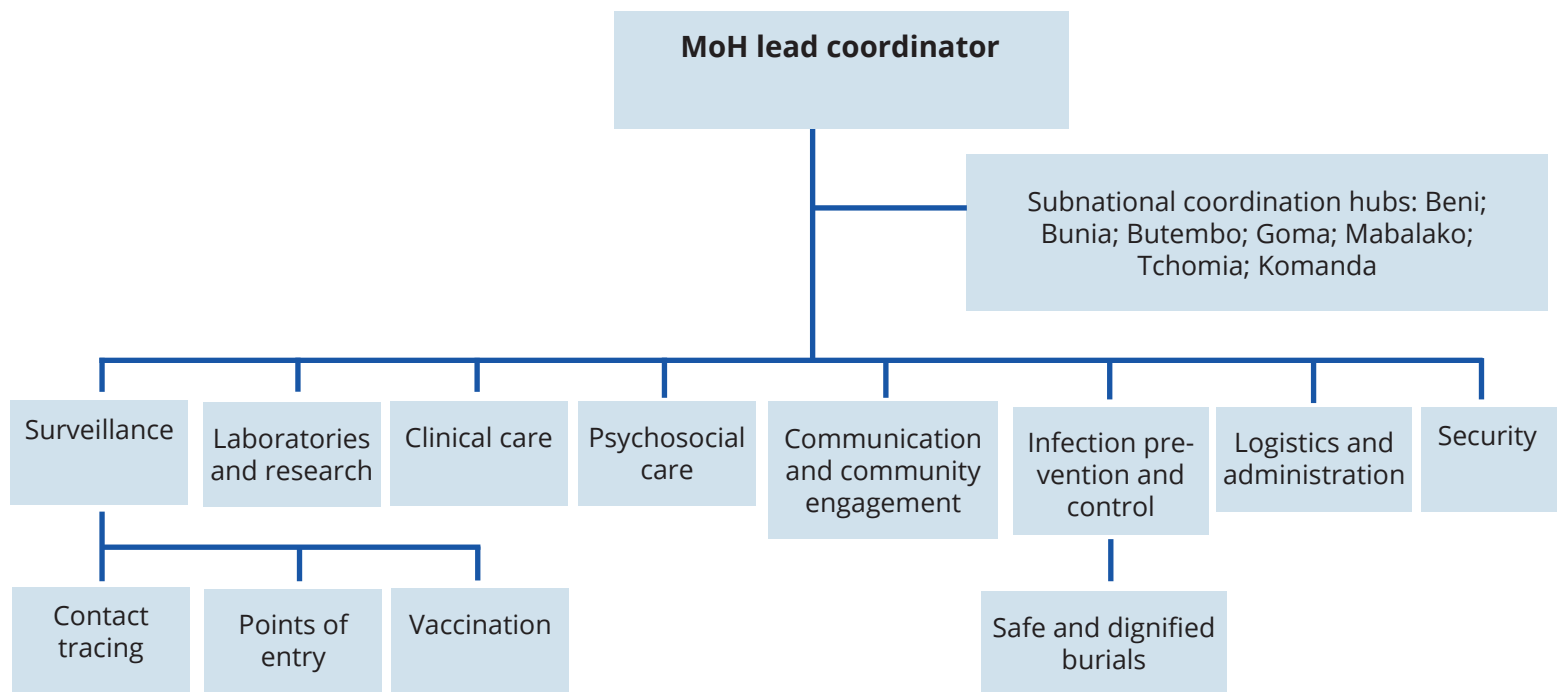 MoH lead coordinator
Subnational coordination hubs: Beni;
Bunia; Butembo; Goma; Mabalako;
Tchomia; Komanda
Surveillance
Laboratories
and research
Clinical care
Psychosocial
care
Communication
and community
engagement
Infection pre-
vention and
control
Logistics and
administration
Security
Contact
tracing
Points of
entry
Vaccination
Safe and dignified
burials